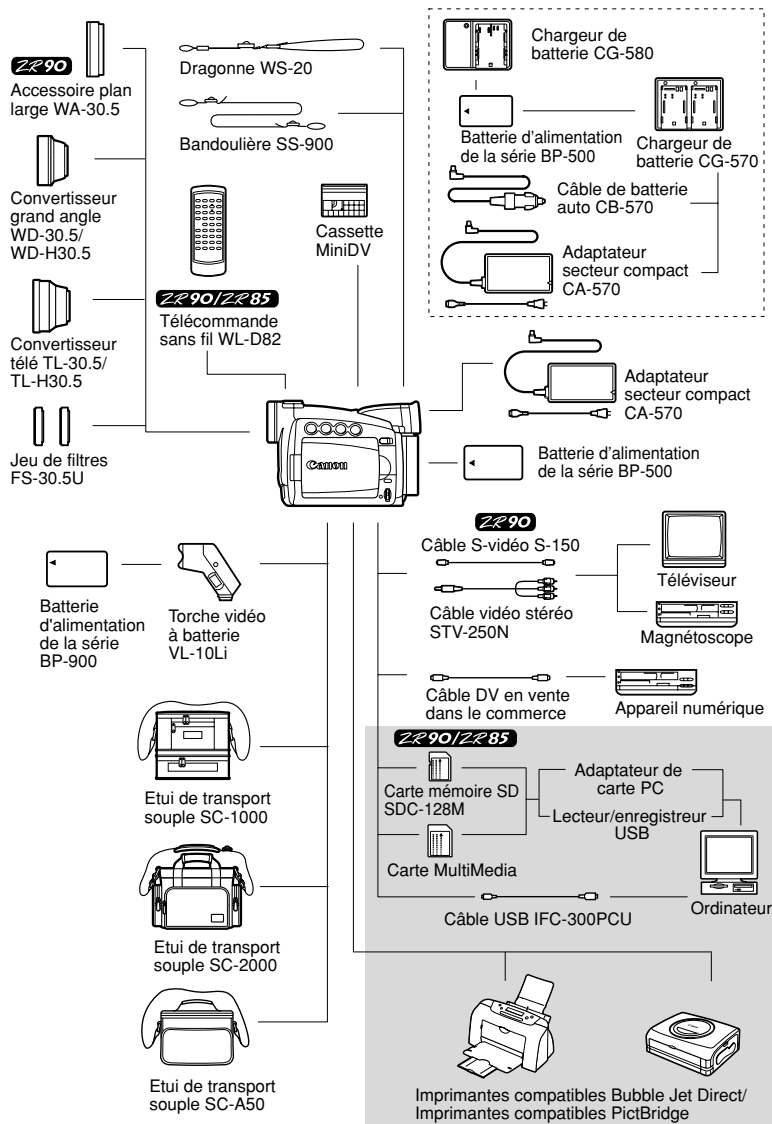 ZR90
Accessoire plan
large WA-30.5
Convertisseur
grand angle
WD-30.5/
WD-H30.5
Convertisseur
télé TL-30.5/
TL-H30.5
Jeu de filtres
FS-30.5U
Dragonne WS-20
Bandoulière SS-900
ZR90/ZR85
Télécommande
sans fil WL-D82
Cassette
MiniDV
Chargeur de
batterie CG-580
Batterie d'alimentation
de la série BP-500
Chargeur de
batterie CG-570
Câble de batterie
auto CB-570
Adaptateur
secteur compact
CA-570
Adaptateur
secteur compact
CA-570
Canon
Batterie d'alimentation
de la série BP-500
Batterie
d'alimentation
de la série
BP-900
Torche vidéo
à batterie
VL-10Li
ZR90
Câble S-vidéo S-150
Câble vidéo stéréo
STV-250N
Téléviseur
Magnétoscope
Câble DV en vente
dans le commerce
Appareil numérique
Etui de transport
souple SC-1000
Etui de transport
souple SC-2000
Etui de transport
souple SC-A50
ZR90/ZR85
Carte mémoire SD
SDC-128M
Carte MultiMedia
Adaptateur de
carte PC
Lecteur/enregistreur
USB
Ordinateur
Câble USB IFC-300PCU
Imprimantes compatibles Bubble Jet Direct/
Imprimantes compatibles PictBridge